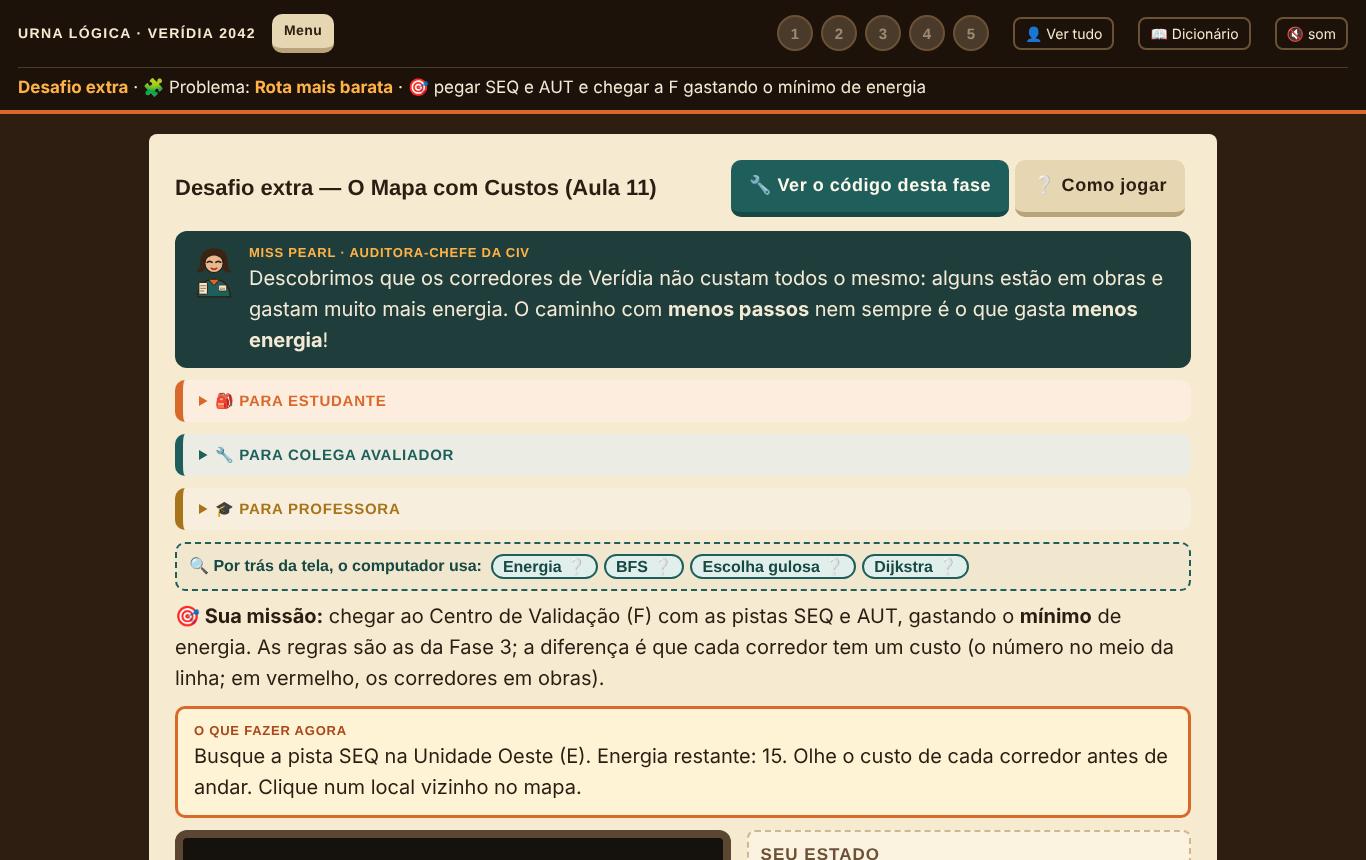 URNA LÓGICA · VERÍDIA 2042
Menu
1 2 3 4 5
👤 Ver tudo
📖 Dicionário
🔇 som
Desafio extra · 🧩 Problema: Rota mais barata · 🎯 pegar SEQ e AUT e chegar a F gastando o mínimo de energia
Desafio extra — O Mapa com Custos (Aula 11)
🔧 Ver o código desta fase
❔ Como jogar
MISS PEARL · AUDITORA-CHEFE DA CIV
Descobrimos que os corredores de Verídia não custam todos o mesmo: alguns estão em obras e
gastam muito mais energia. O caminho com menos passos nem sempre é o que gasta menos
energia!
🎒 PARA ESTUDANTE
🔧 PARA COLEGA AVALIADOR
🎓 PARA PROFESSORA
🔍 Por trás da tela, o computador usa: Energia ❔ BFS ❔ Escolha gulosa ❔ Dijkstra ❔
🎯 Sua missão: chegar ao Centro de Validação (F) com as pistas SEQ e AUT, gastando o mínimo de
energia. As regras são as da Fase 3; a diferença é que cada corredor tem um custo (o número no meio da
linha; em vermelho, os corredores em obras).
O QUE FAZER AGORA
Busque a pista SEQ na Unidade Oeste (E). Energia restante: 15. Olhe o custo de cada corredor antes de
andar. Clique num local vizinho no mapa.
SEU ESTADO